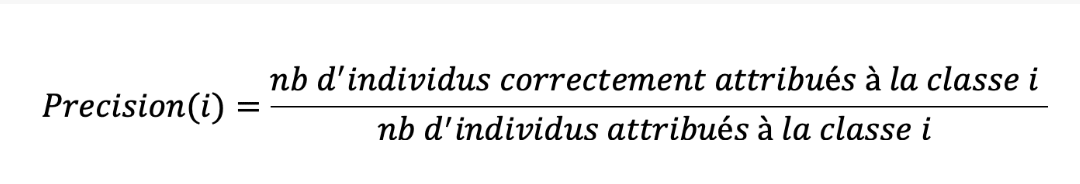 Precision(i) = nb d'individus correctement attribués à la classe i
nb d'individus attribués à la classe i